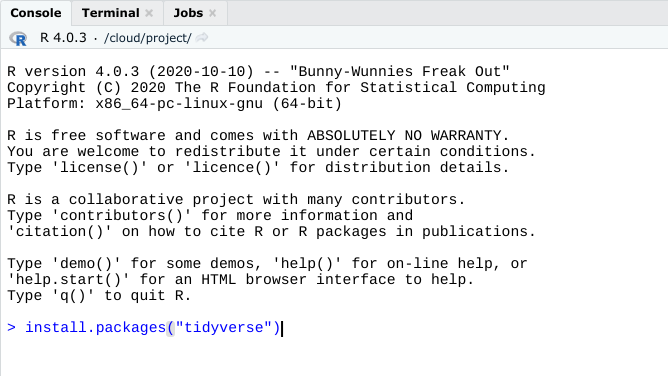 Console Terminal Jobs
R R 4.0.3 · /cloud/project/
R version 4.0.3 (2020-10-10) -- "Bunny-Wunnies Freak Out"
Copyright (C) 2020 The R Foundation for Statistical Computing
Platform: x86_64-pc-linux-gnu (64-bit)
R is free software and comes with ABSOLUTELY NO WARRANTY.
You are welcome to redistribute it under certain conditions.
Type 'license()' or 'licence()' for distribution details.
R is a collaborative project with many contributors.
Type 'contributors()' for more information and
'citation()' on how to cite R or R packages in publications.
Type 'demo()' for some demos, 'help()' for on-line help, or
'help.start()' for an HTML browser interface to help.
Type 'q()' to quit R.
> install.packages("tidyverse")